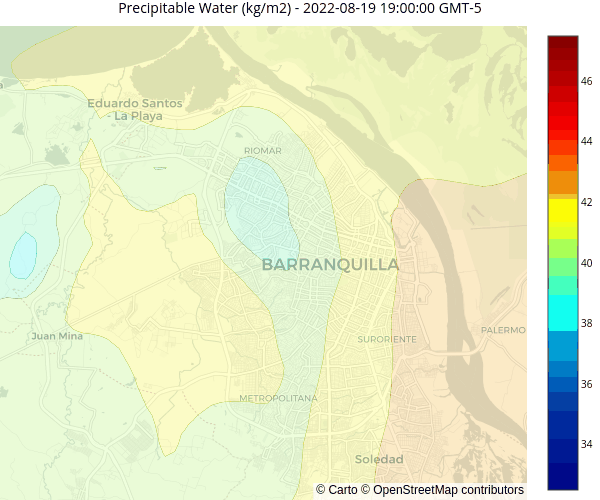 Precipitable Water (kg/m2) - 2022-08-19 19:00:00 GMT-5
46
Eduardo Santos
- La Playa
44
RIOMAR
42
BARRANQUILLA
40
38
Juan Mina
SURORIENTE
PALERMO
36
METROPOLITANA
34
Soledad
© Carto © OpenStreetMap contributors